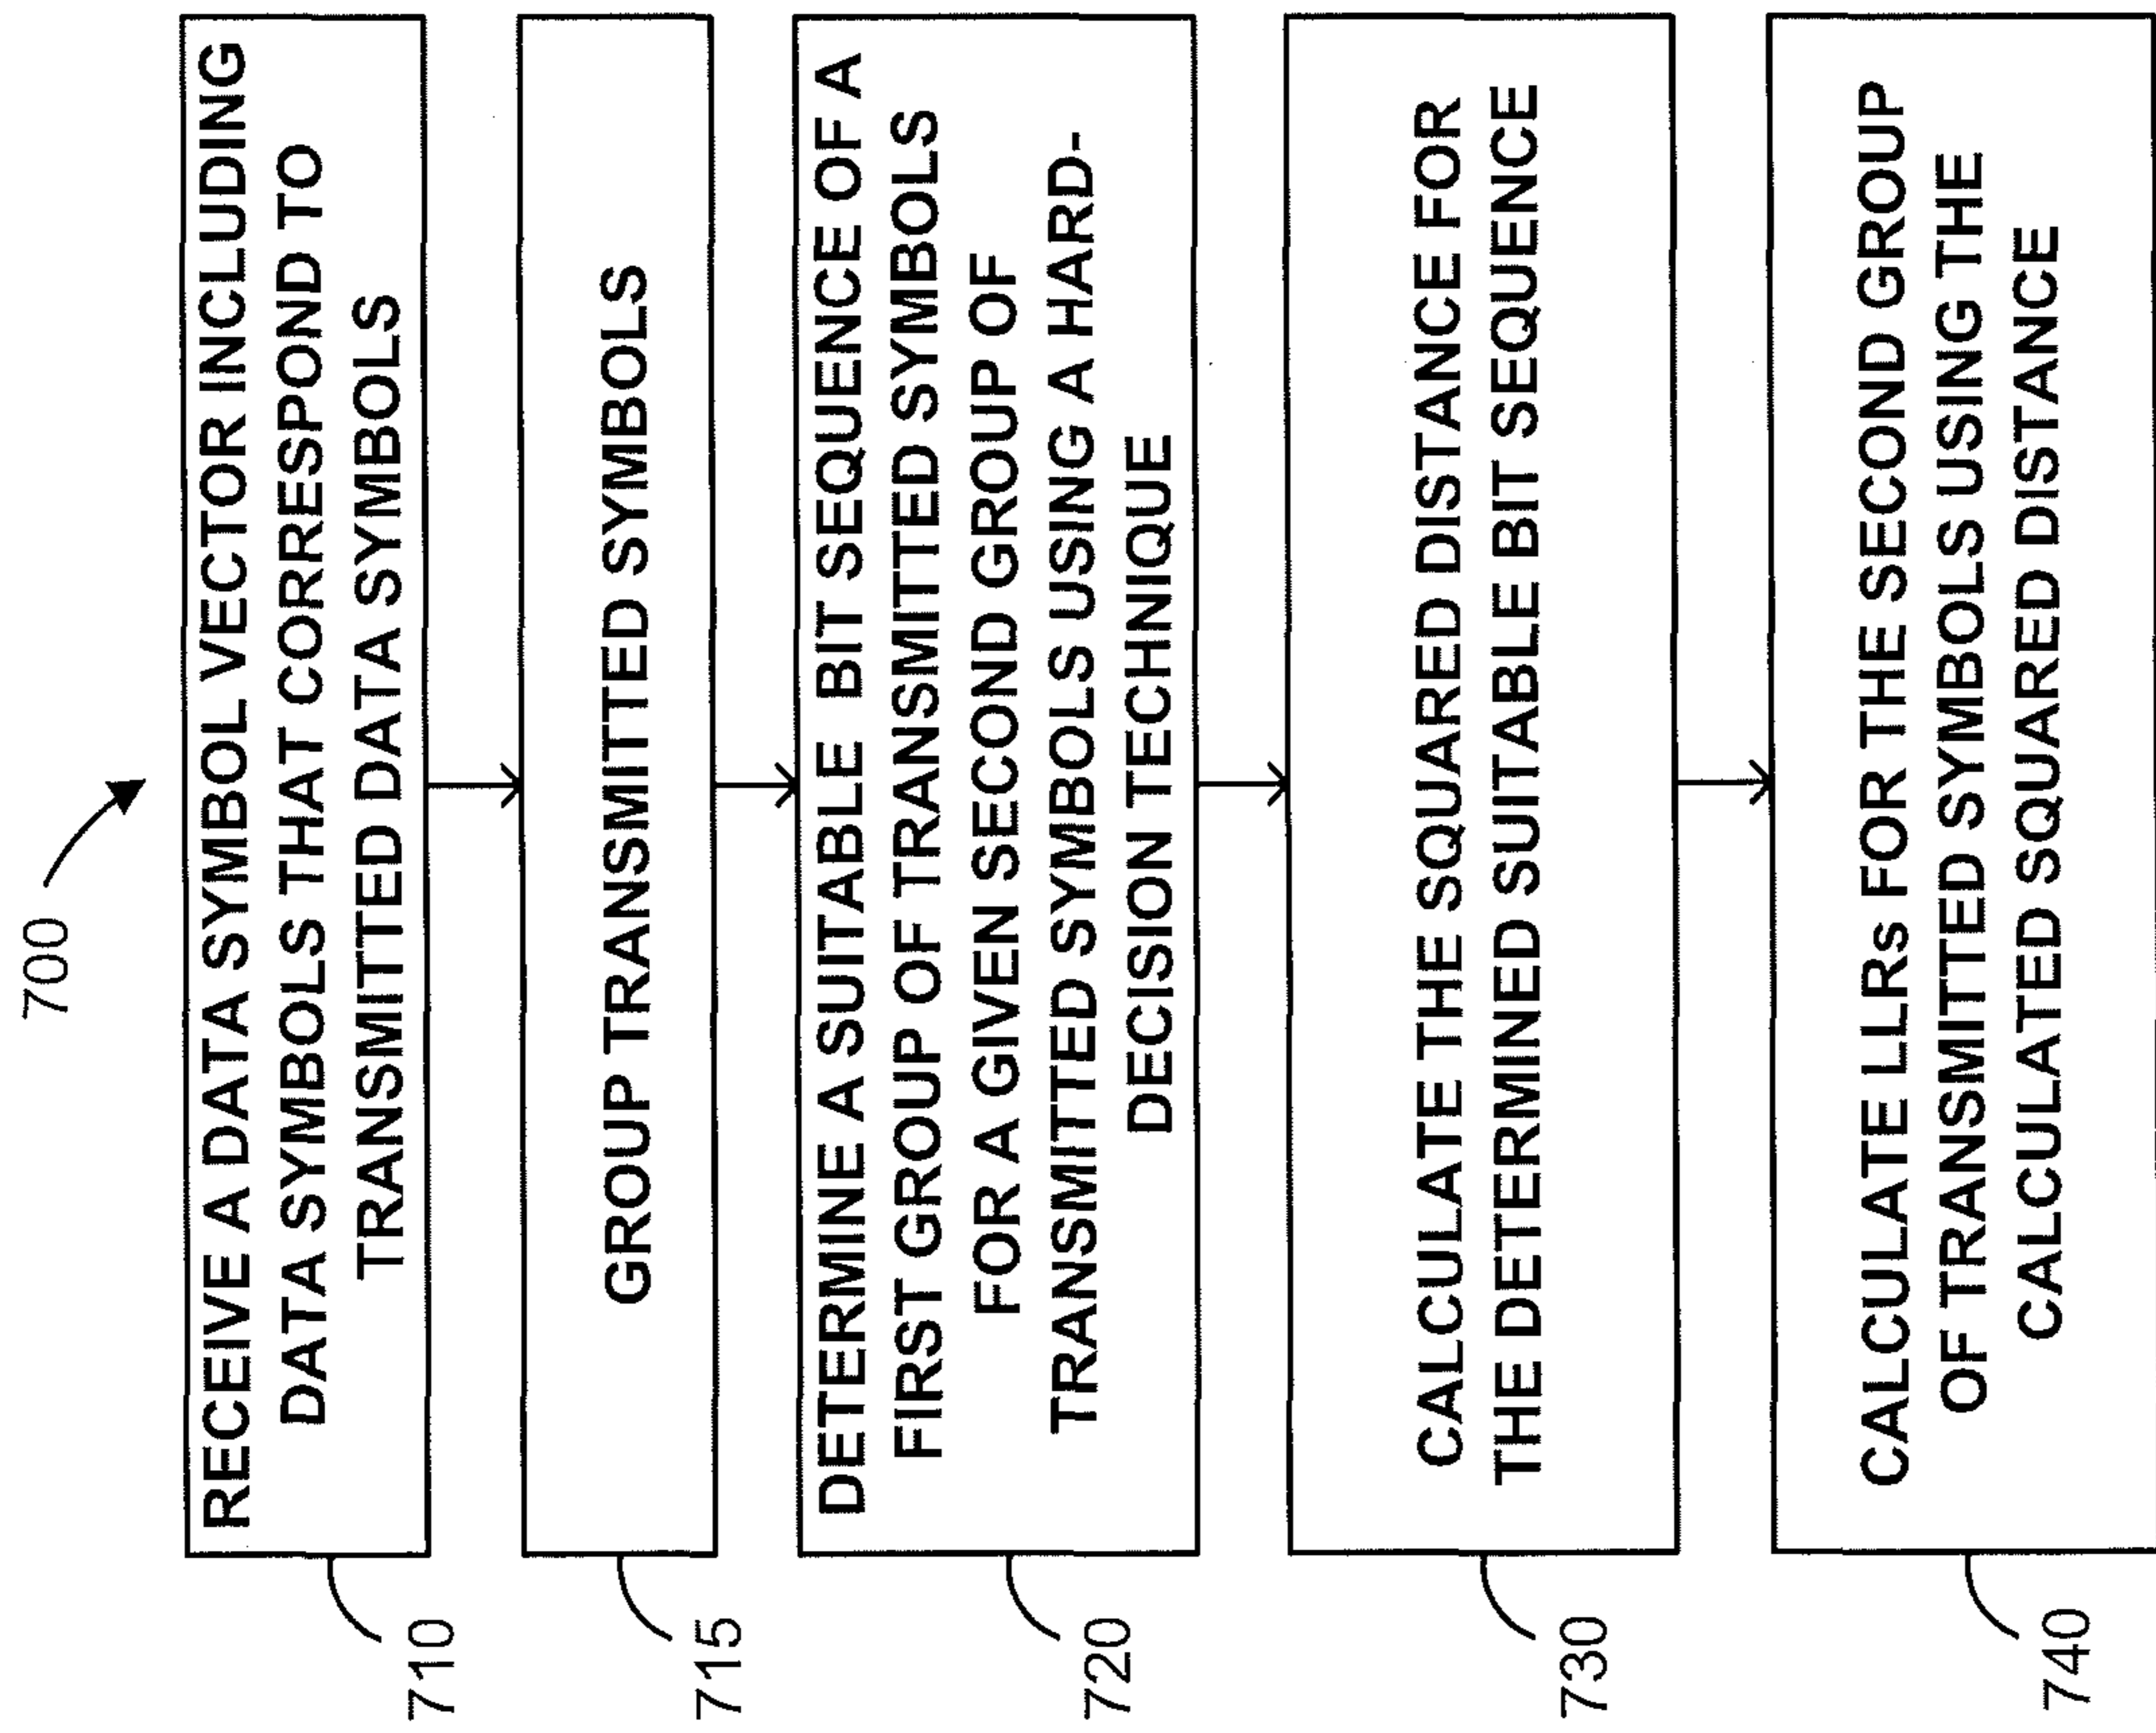 700
RECEIVE A DATA SYMBOL VECTOR INCLUDING
DATA SYMBOLS THAT CORRESPOND TO
TRANSMITTED DATA SYMBOLS
710
GROUP TRANSMITTED SYMBOLS
715
DETERMINE A SUITABLE BIT SEQUENCE OF A
FIRST GROUP OF TRANSMITTED SYMBOLS
FOR A GIVEN SECOND GROUP OF
TRANSMITTED SYMBOLS USING A HARD-
DECISION TECHNIQUE
720
CALCULATE THE SQUARED DISTANCE FOR
THE DETERMINED SUITABLE BIT SEQUENCE
730
CALCULATE LLRs FOR THE SECOND GROUP
OF TRANSMITTED SYMBOLS USING THE
CALCULATED SQUARED DISTANCE
740